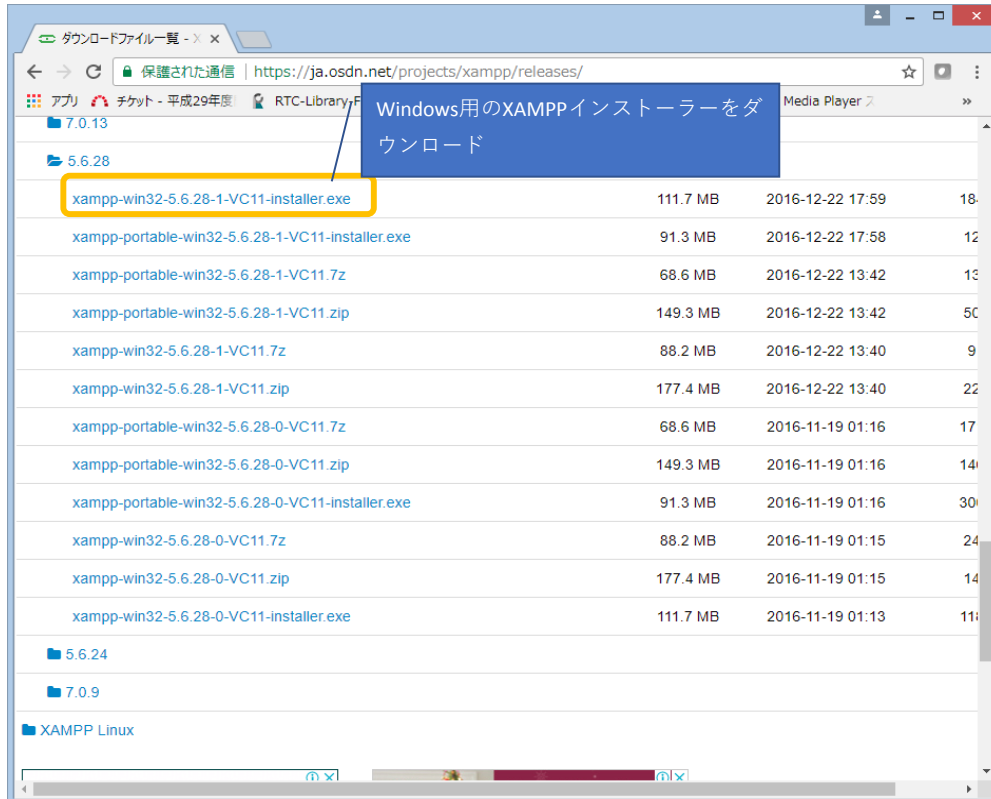 ダウンロードファイル一覧 - X
保護された通信 | https://ja.osdn.net/projects/xampp/releases/
アプリ チケット - 平成29年度 RTC-Library-F Media Player ス »
Windows用のXAMPPインストーラーをダ
ウンロード
7.0.13
5.6.28
xampp-win32-5.6.28-1-VC11-installer.exe 111.7 MB 2016-12-22 17:59 18
xampp-portable-win32-5.6.28-1-VC11-installer.exe 91.3 MB 2016-12-22 17:58 12
xampp-portable-win32-5.6.28-1-VC11.7z 68.6 MB 2016-12-22 13:42 13
xampp-portable-win32-5.6.28-1-VC11.zip 149.3 MB 2016-12-22 13:42 50
xampp-win32-5.6.28-1-VC11.7z 88.2 MB 2016-12-22 13:40 9
xampp-win32-5.6.28-1-VC11.zip 177.4 MB 2016-12-22 13:40 22
xampp-portable-win32-5.6.28-0-VC11.7z 68.6 MB 2016-11-19 01:16 17
xampp-portable-win32-5.6.28-0-VC11.zip 149.3 MB 2016-11-19 01:16 14
xampp-portable-win32-5.6.28-0-VC11-installer.exe 91.3 MB 2016-11-19 01:16 30
xampp-win32-5.6.28-0-VC11.7z 88.2 MB 2016-11-19 01:15 24
xampp-win32-5.6.28-0-VC11.zip 177.4 MB 2016-11-19 01:15 14
xampp-win32-5.6.28-0-VC11-installer.exe 111.7 MB 2016-11-19 01:13 11
5.6.24
7.0.9
XAMPP Linux